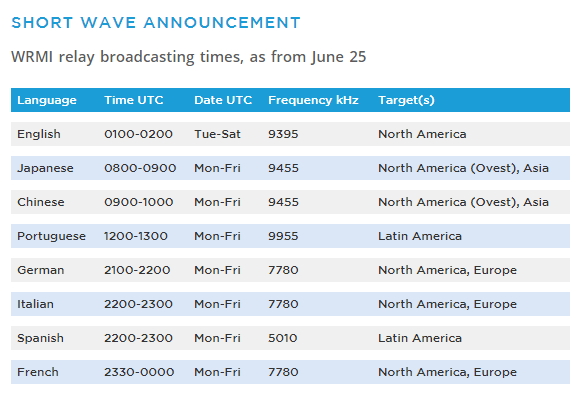 SHORT WAVE ANNOUNCEMENT
WRMI relay broadcasting times, as from June 25
Language Time UTC Date UTC Frequency kHz Target(s)
English 0100-0200 Tue-Sat 9395 North America
Japanese 0800-0900 Mon-Fri 9455 North America (Ovest), Asia
Chinese 0900-1000 Mon-Fri 9455 North America (Ovest), Asia
Portuguese 1200-1300 Mon-Fri 9955 Latin America
German 2100-2200 Mon-Fri 7780 North America, Europe
Italian 2200-2300 Mon-Fri 7780 North America, Europe
Spanish 2200-2300 Mon-Fri 5010 Latin America
French 2330-0000 Mon-Fri 7780 North America, Europe